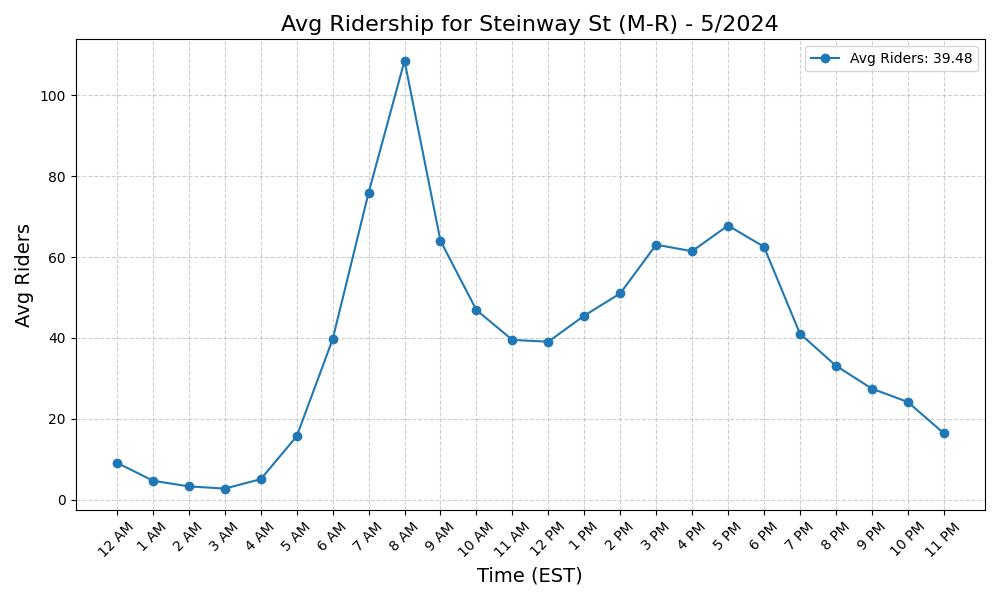 Avg Ridership for Steinway St (M-R) - 5/2024
Avg Riders: 39.48
Avg Riders
100
80
60
40
20
0
12 AM
1 AM
2 AM
3 AM
4 AM
5 AM
6 AM
7 AM
8 AM
9 AM
10 AM
11 AM
12 PM
1 PM
2 PM
3 PM
4 PM
5 PM
6 PM
7 PM
8 PM
9 PM
10 PM
11 PM
Time (EST)